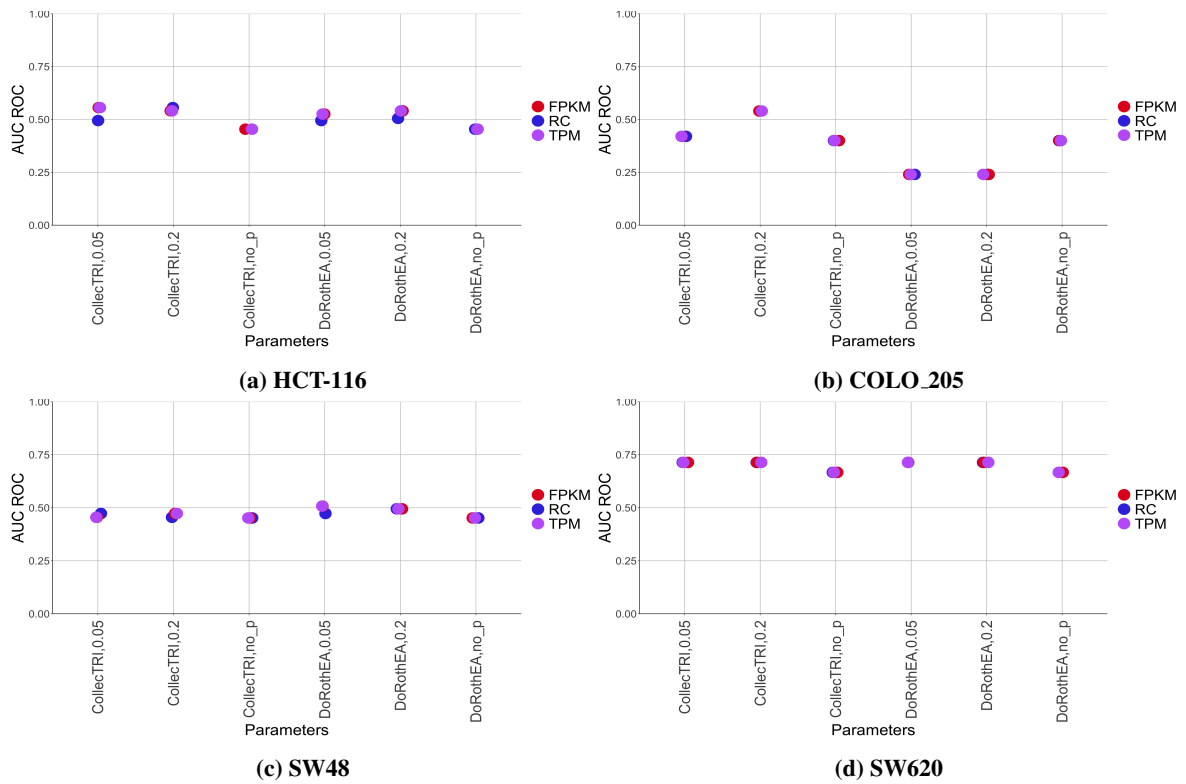 1.00
0.75
0.50
0.25
0.00
AUC ROC
CollecTRI,0.05
CollecTRI,0.2
CollecTRI,no_p
DoRothEA,0.05
DoRothEA,0.2
DoRothEA,no_p
Parameters
FPKM
RC
TPM
(a) HCT-116
1.00
0.75
0.50
0.25
0.00
AUC ROC
CollecTRI,0.05
CollecTRI,0.2
CollecTRI,no_p
DoRothEA,0.05
DoRothEA,0.2
DoRothEA,no_p
Parameters
FPKM
RC
TPM
(b) COLO_205
1.00
0.75
0.50
0.25
0.00
AUC ROC
CollecTRI,0.05
CollecTRI,0.2
CollecTRI,no_p
DoRothEA,0.05
DoRothEA,0.2
DoRothEA,no_p
Parameters
FPKM
RC
TPM
(c) SW48
1.00
0.75
0.50
0.25
0.00
AUC ROC
CollecTRI,0.05
CollecTRI,0.2
CollecTRI,no_p
DoRothEA,0.05
DoRothEA,0.2
DoRothEA,no_p
Parameters
FPKM
RC
TPM
(d) SW620